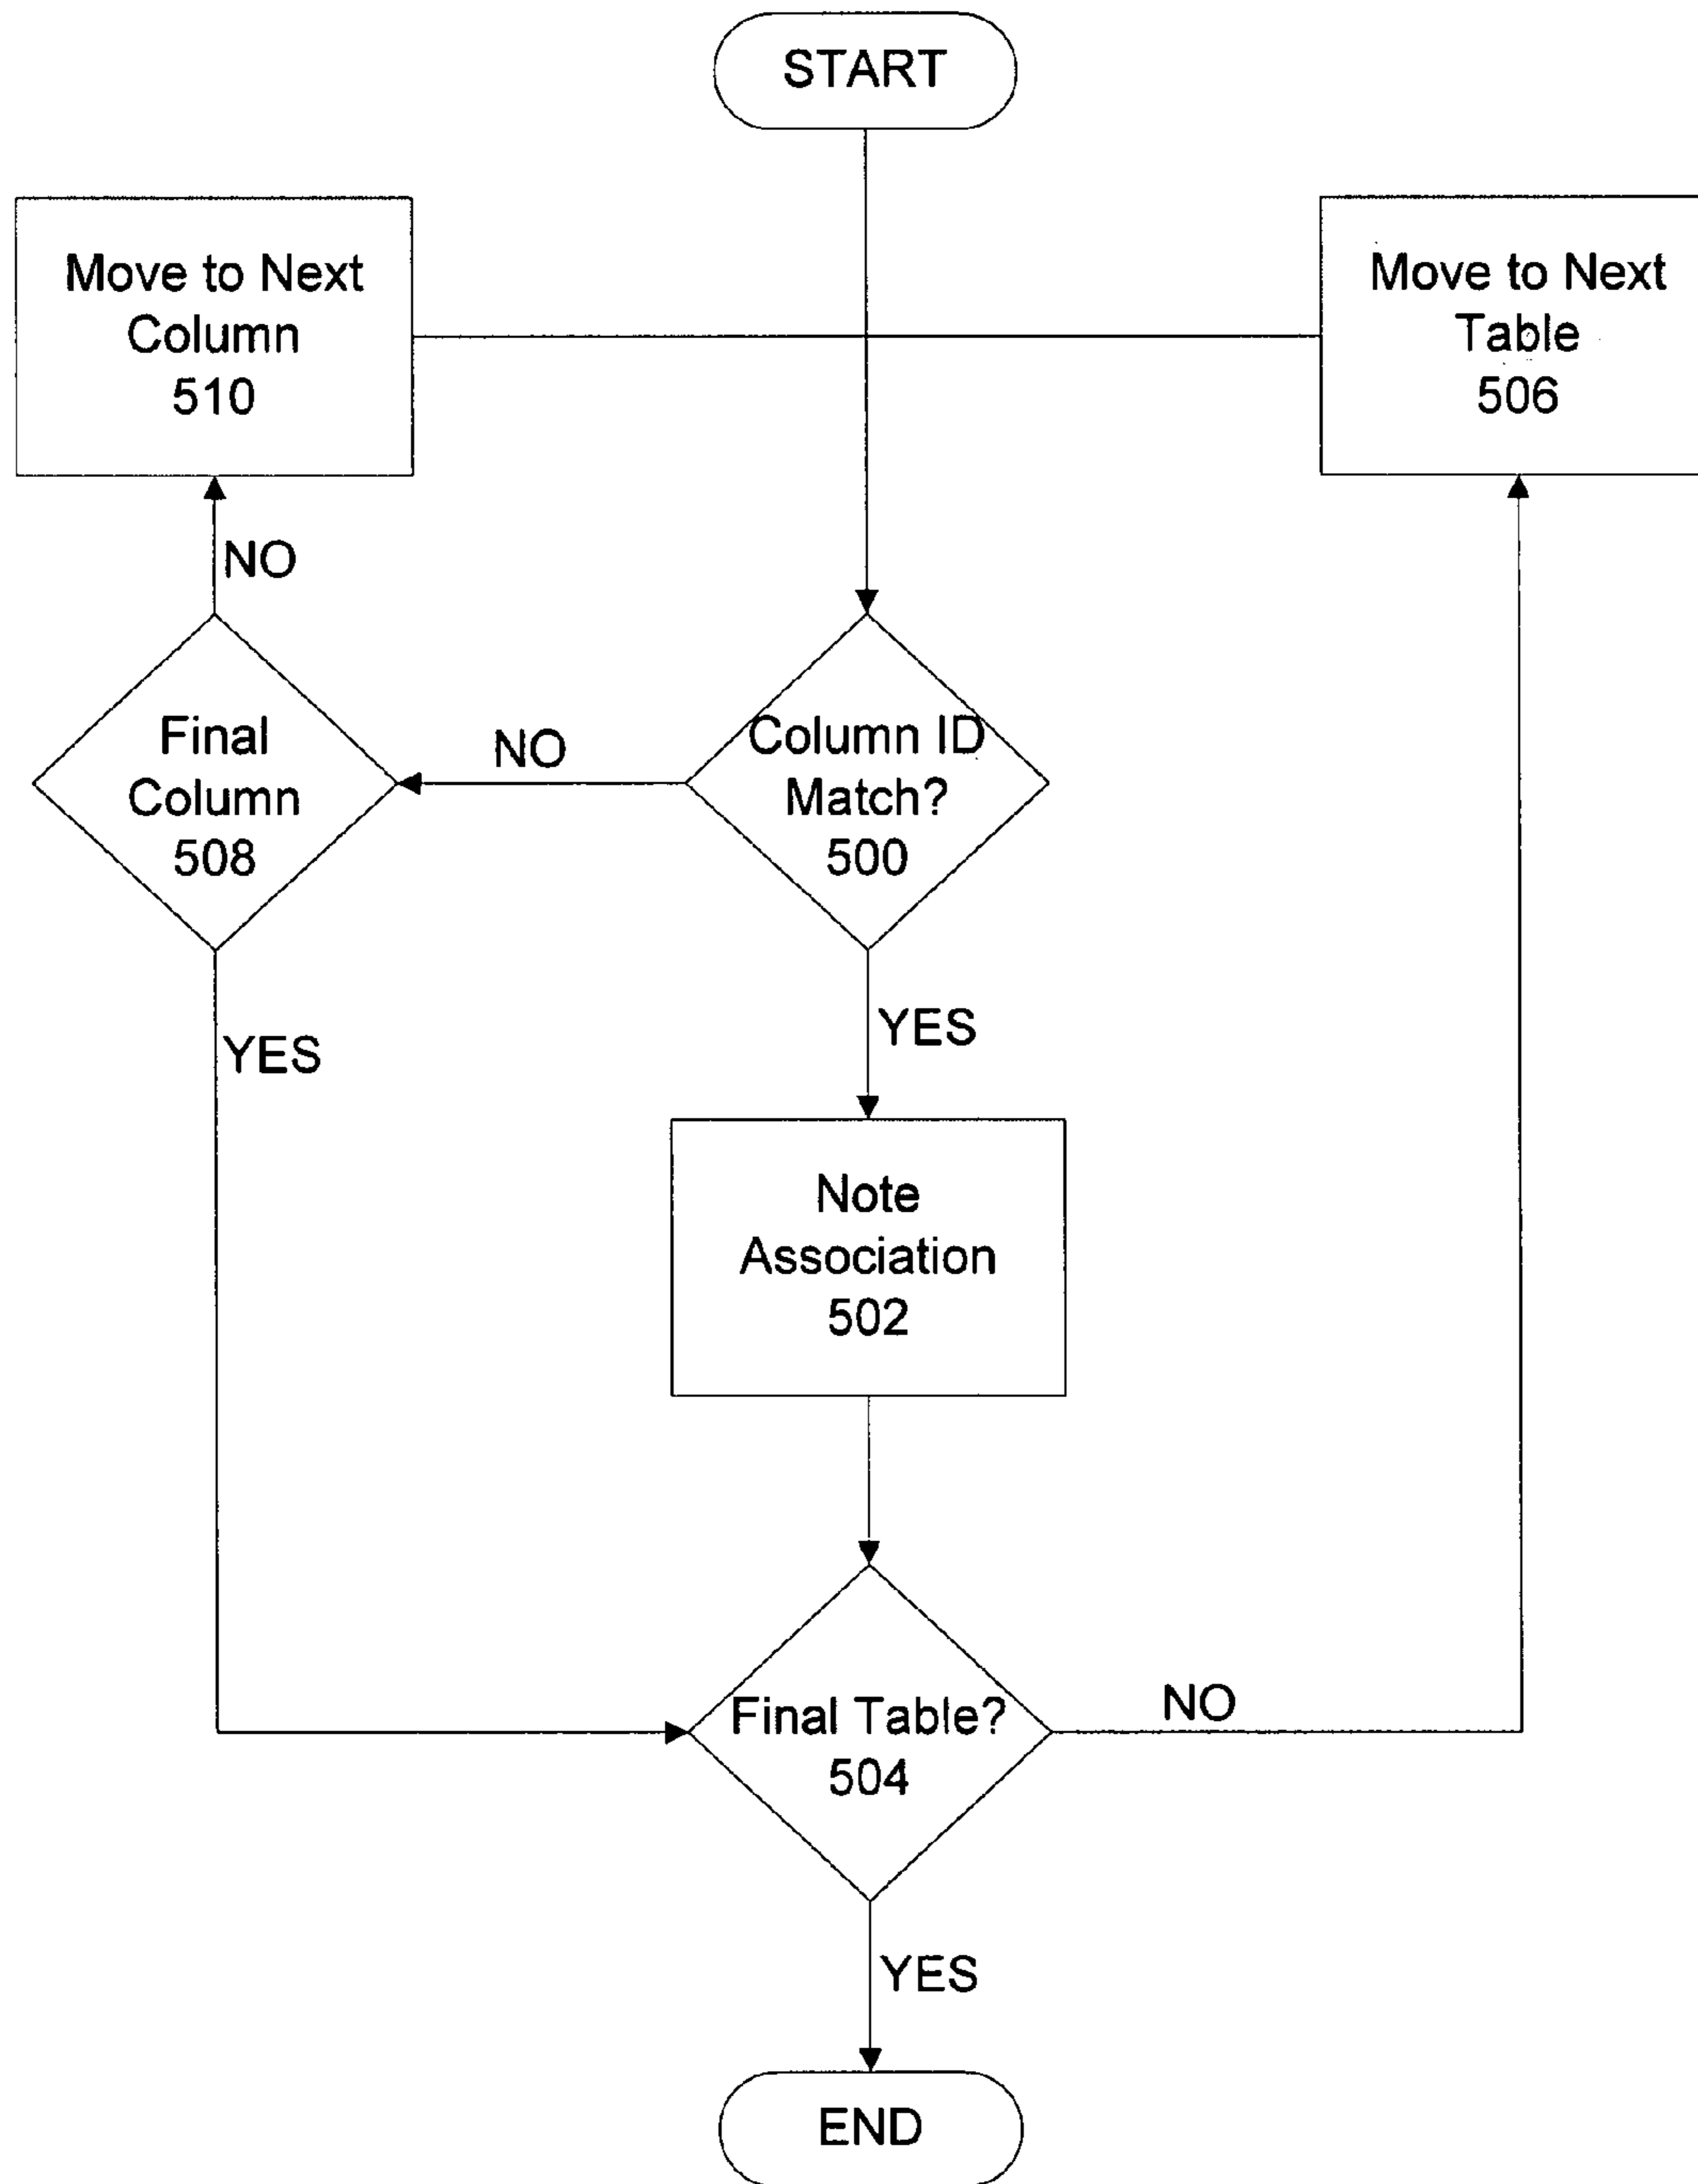 START
Move to Next
Column
510
Move to Next
Table
506
NO
Final
Column
508
NO
Column ID
Match?
500
YES
YES
Note
Association
502
Final Table?
504
NO
YES
END